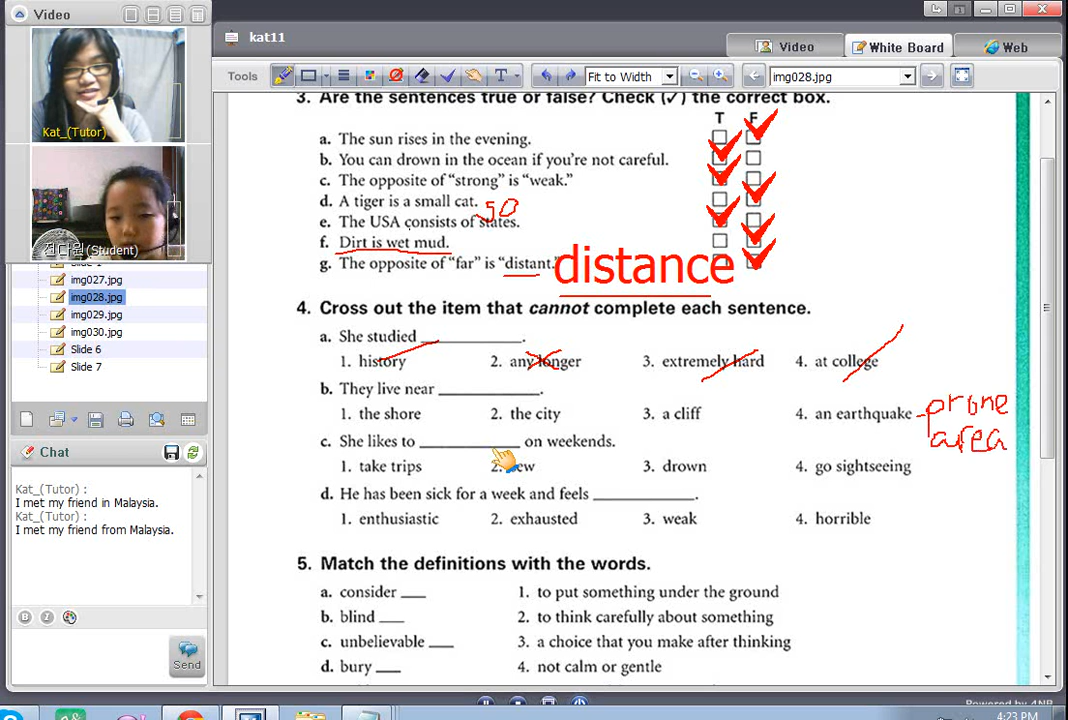 Video
kat11
Video
White Board
Web
Tools
T
Fit to Width
img028.jpg
Kat_(Tutor)
전다원(Student)
img027.jpg
img028.jpg
img029.jpg
img030.jpg
Slide 6
Slide 7
Chat
Kat_(Tutor) :
I met my friend in Malaysia.
Kat_(Tutor) :
I met my friend from Malaysia.
B I
Send
3. Are the sentences true or false? Check (✓) the correct box.
T F
a. The sun rises in the evening.
b. You can drown in the ocean if you’re not careful.
c. The opposite of “strong” is “weak.”
d. A tiger is a small cat.
50
e. The USA consists of states.
f. Dirt is wet mud.
g. The opposite of “far” is “distant.”
distance
4. Cross out the item that cannot complete each sentence.
a. She studied ____________.
1. history 2. any longer 3. extremely hard 4. at college
b. They live near ____________.
1. the shore 2. the city 3. a cliff 4. an earthquake
-prone
area
c. She likes to ____________ on weekends.
1. take trips 2. 3. drown 4. go sightseeing
d. He has been sick for a week and feels ____________.
1. enthusiastic 2. exhausted 3. weak 4. horrible
5. Match the definitions with the words.
a. consider ___ 1. to put something under the ground
b. blind ___ 2. to think carefully about something
c. unbelievable ___ 3. a choice that you make after thinking
d. bury ___ 4. not calm or gentle
4:23 PM